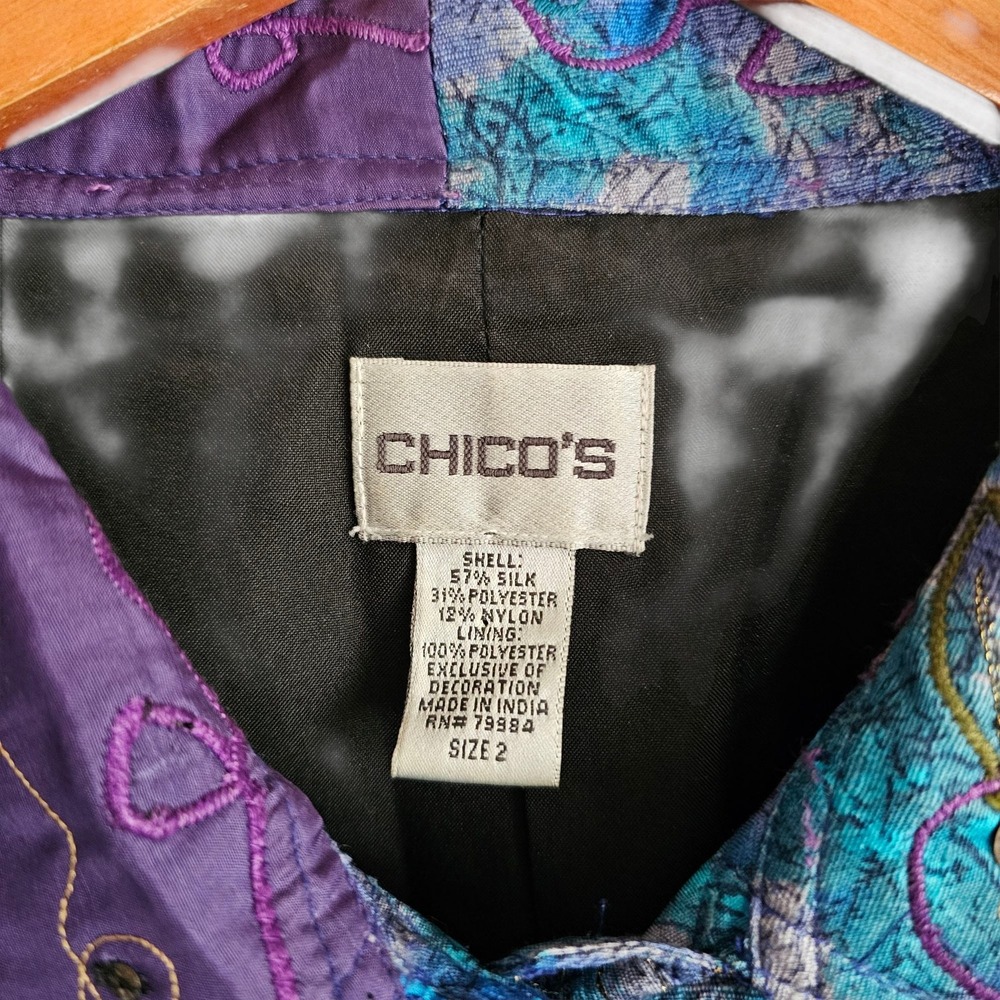 CHICO'S
SHELL:
57% SILK
31% POLYESTER
12% NYLON
LINING:
100% POLYESTER
EXCLUSIVE OF
DECORATION
MADE IN INDIA
RN# 79984
SIZE 2